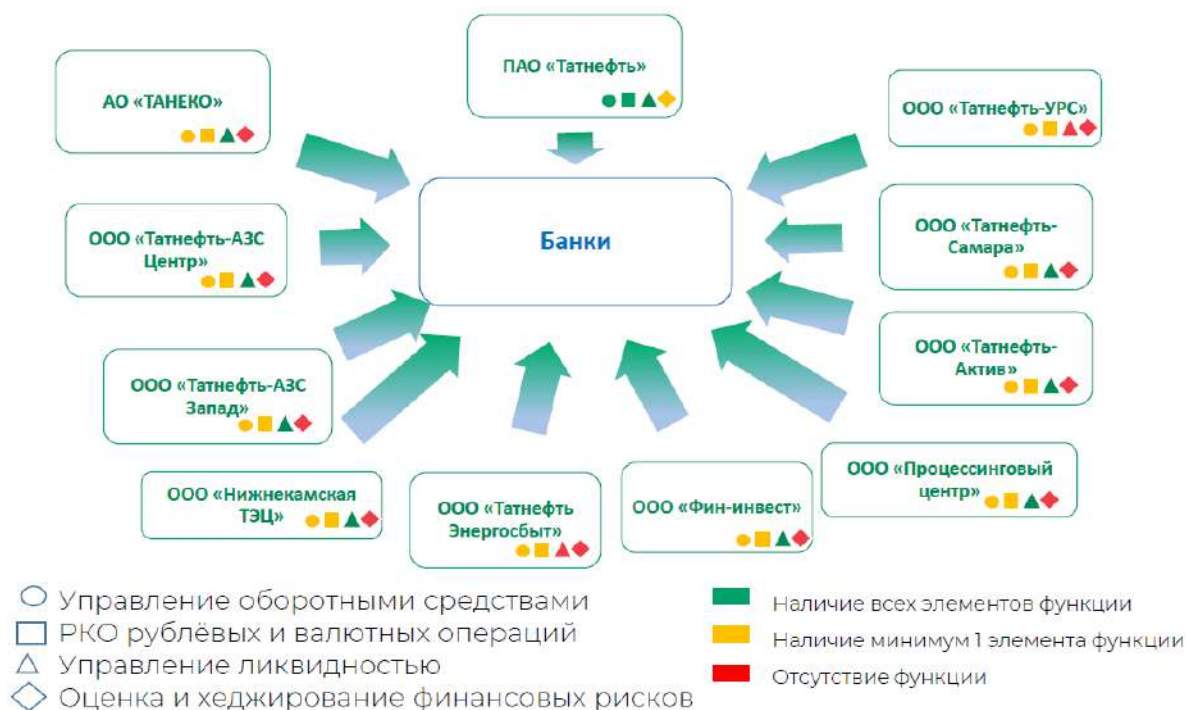 ПАО «Татнефть»
АО «ТАНЕКО»
ООО «Татнефть-УРС»
ООО «Татнефть-АЗС
Центр»
Банки
ООО «Татнефть-
Самара»
ООО «Татнефть-АЗС
Запад»
ООО «Татнефть-
Актив»
ООО «Нижнекамская
ТЭЦ»
ООО «Татнефть
Энергосбыт»
ООО «Фин-инвест»
ООО «Процессинговый
центр»
Управление оборотными средствами
РКО рублёвых и валютных операций
Управление ликвидностью
Оценка и хеджирование финансовых рисков
Наличие всех элементов функции
Наличие минимум 1 элемента функции
Отсутствие функции